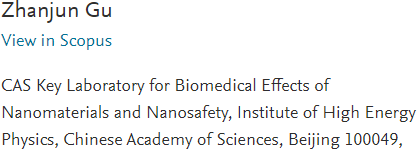 Zhanjun Gu
View in Scopus
CAS Key Laboratory for Biomedical Effects of
Nanomaterials and Nanosafety, Institute of High Energy
Physics, Chinese Academy of Sciences, Beijing 100049,